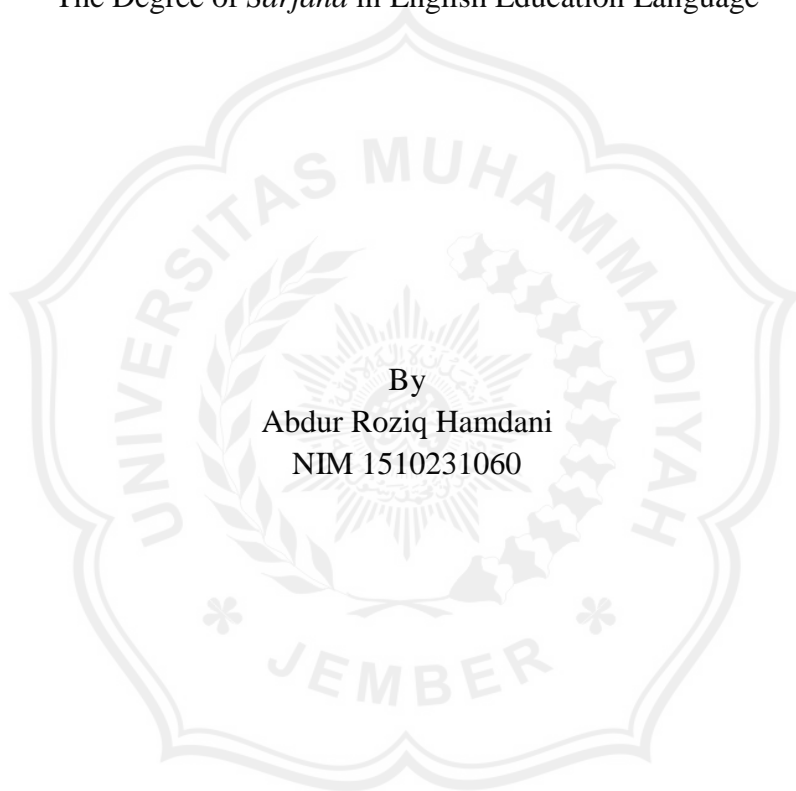 The Degree of Sarjana in English Education Language
UNIVERSITAS MUHAMMADIYAH
By
Abdur Roziq Hamdani
NIM 1510231060
JEMBER